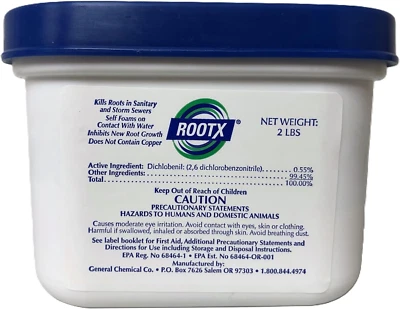 Kills Roots in Sanitary
and Storm Sewers
Self Foams on
Contact With Water
Inhibits New Root Growth
Does Not Contain Copper
ROOTX®
NET WEIGHT:
2 LBS
Active Ingredient: Dichlobenil: (2,6 dichlorobenzonitrile)..................... 0.55%
Other Ingredients:.............................................................................. 99.45%
Total................................................................................................ 100.00%
Keep Out of Reach of Children
CAUTION
PRECAUTIONARY STATEMENTS
HAZARDS TO HUMANS AND DOMESTIC ANIMALS
Causes moderate eye irritation. Avoid contact with eyes, skin or clothing.
Harmful if swallowed, inhaled or absorbed through skin. Avoid breathing dust.
See label booklet for First Aid, Additional Precautionary Statements and
Directions for Use including Storage and Disposal Instructions.
EPA Reg. No 68464-1 • EPA Est. No 68464-OR-001
Manufactured by:
General Chemical Co. • P.O. Box 7626 Salem OR 97303 • 1.800.844.4974